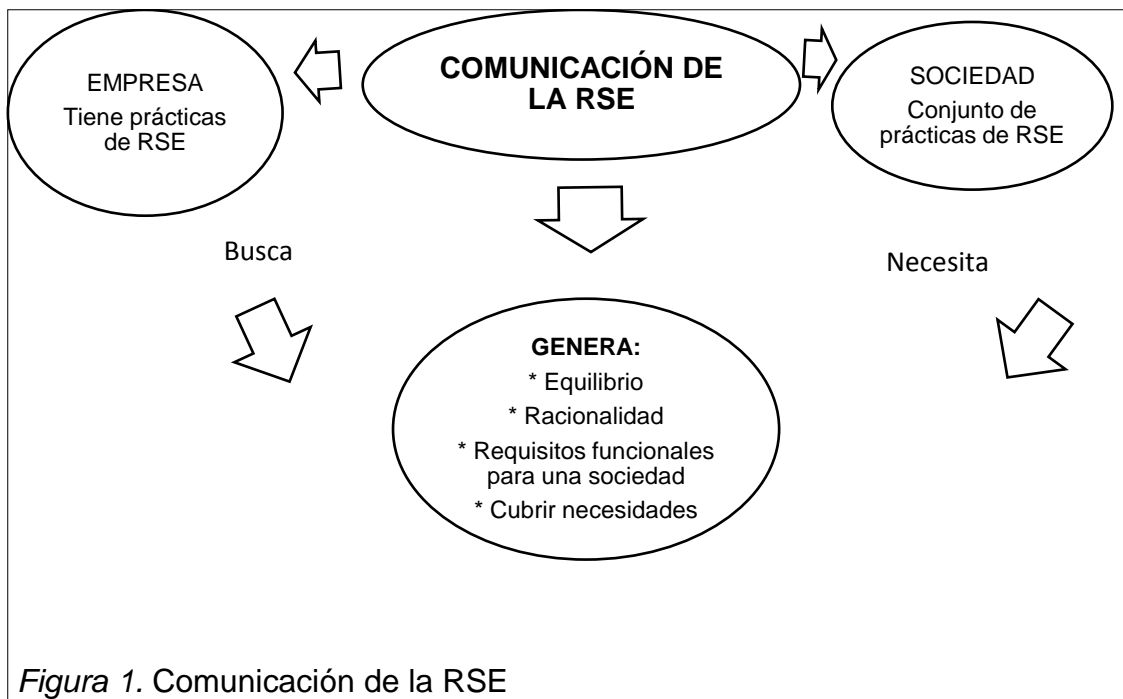 COMUNICACIÓN DE
LA RSE
EMPRESA
Tiene prácticas
de RSE
SOCIEDAD
Conjunto de
prácticas de RSE
Busca
Necesita
GENERA:
* Equilibrio
* Racionalidad
* Requisitos funcionales
para una sociedad
* Cubrir necesidades
Figura 1. Comunicación de la RSE